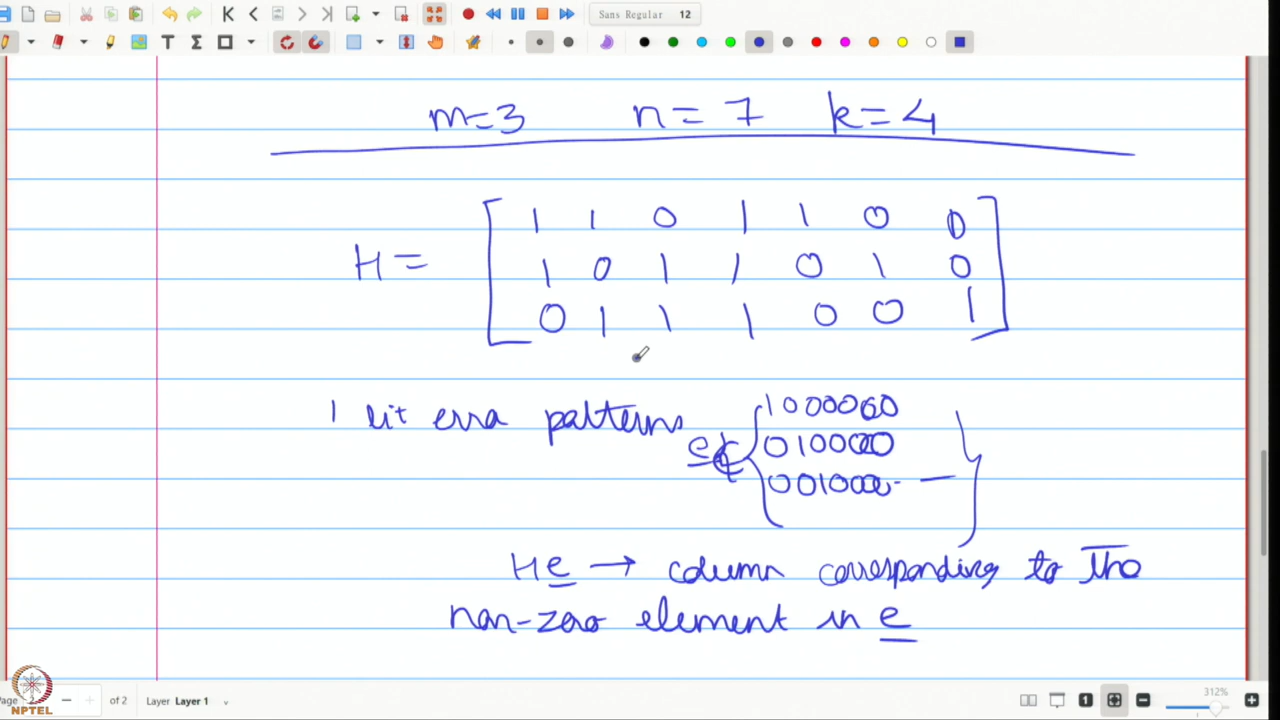 Sans Regular 12
m=3 n=7 k=4
1 1 0 1 1 0 0
H= 1 0 1 1 0 1 0
0 1 1 1 0 0 1
1000000
1 bit error patterns
e ∈ 0100000
0010000-
He → column corresponding to the
non-zero element in e
312%
Page 2 of 2 Layer Layer 1
NPTEL